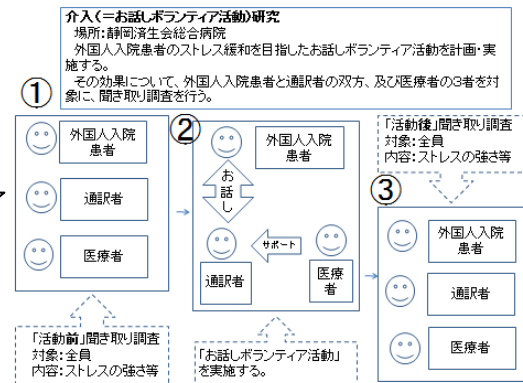 介入(=お話しボランティア活動)研究
場所:静岡済生会総合病院
外国人入院患者のストレス緩和を目指したお話しボランティア活動を計画・実
施する。
その効果について、外国人入院患者と通訳者の双方、及び医療者の3者を対
象に、聞き取り調査を行う。
①
外国人入院
患者
通訳者
医療者
「活動前」聞き取り調査
対象:全員
内容:ストレスの強さ等
②
外国人入院
患者
お
話
し
サポート
通訳者
医療
者
「お話しボランティア活動」
を実施する。
「活動後」聞き取り調査
対象:全員
内容:ストレスの強さ等
③
外国人入院
患者
通訳者
医療者